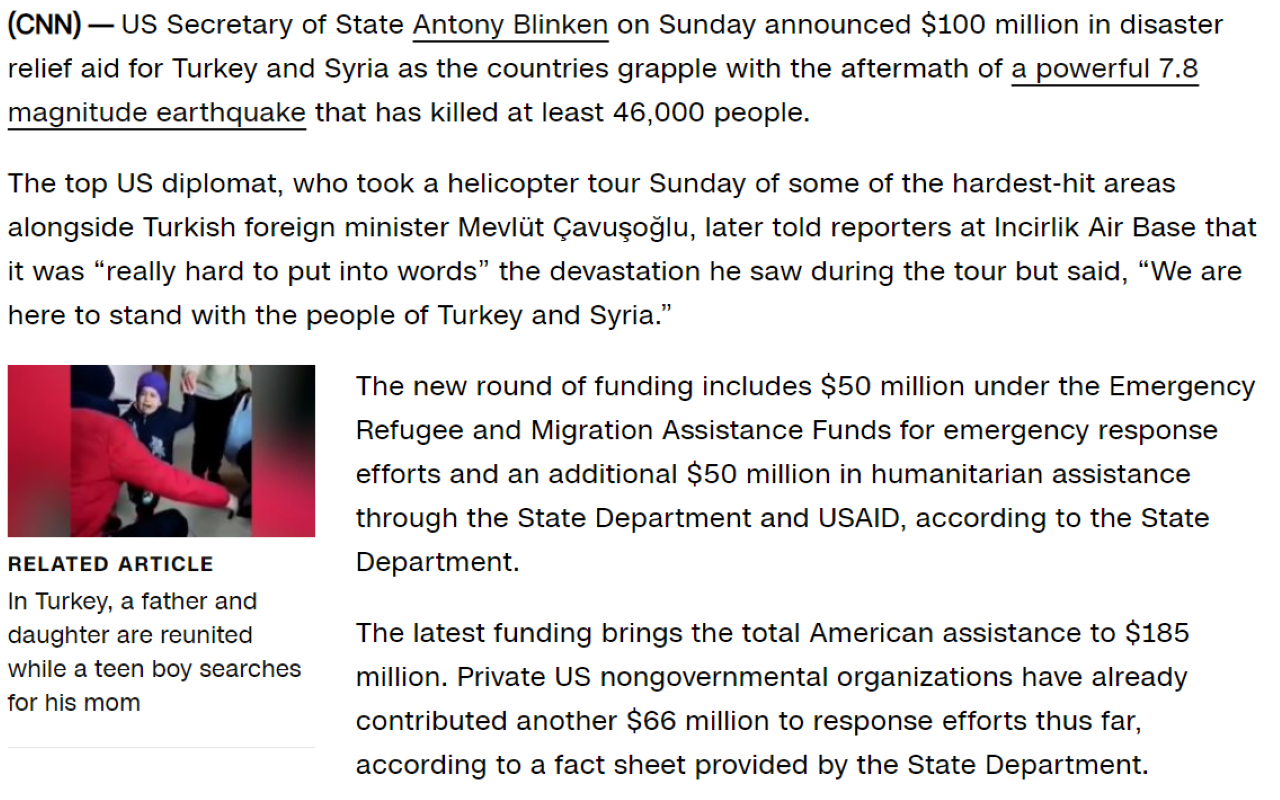 (CNN) — US Secretary of State Antony Blinken on Sunday announced $100 million in disaster
relief aid for Turkey and Syria as the countries grapple with the aftermath of a powerful 7.8
magnitude earthquake that has killed at least 46,000 people.
The top US diplomat, who took a helicopter tour Sunday of some of the hardest-hit areas
alongside Turkish foreign minister Mevlüt Çavuşoğlu, later told reporters at Incirlik Air Base that
it was “really hard to put into words” the devastation he saw during the tour but said, “We are
here to stand with the people of Turkey and Syria.”
RELATED ARTICLE
In Turkey, a father and
daughter are reunited
while a teen boy searches
for his mom
The new round of funding includes $50 million under the Emergency
Refugee and Migration Assistance Funds for emergency response
efforts and an additional $50 million in humanitarian assistance
through the State Department and USAID, according to the State
Department.
The latest funding brings the total American assistance to $185
million. Private US nongovernmental organizations have already
contributed another $66 million to response efforts thus far,
according to a fact sheet provided by the State Department.